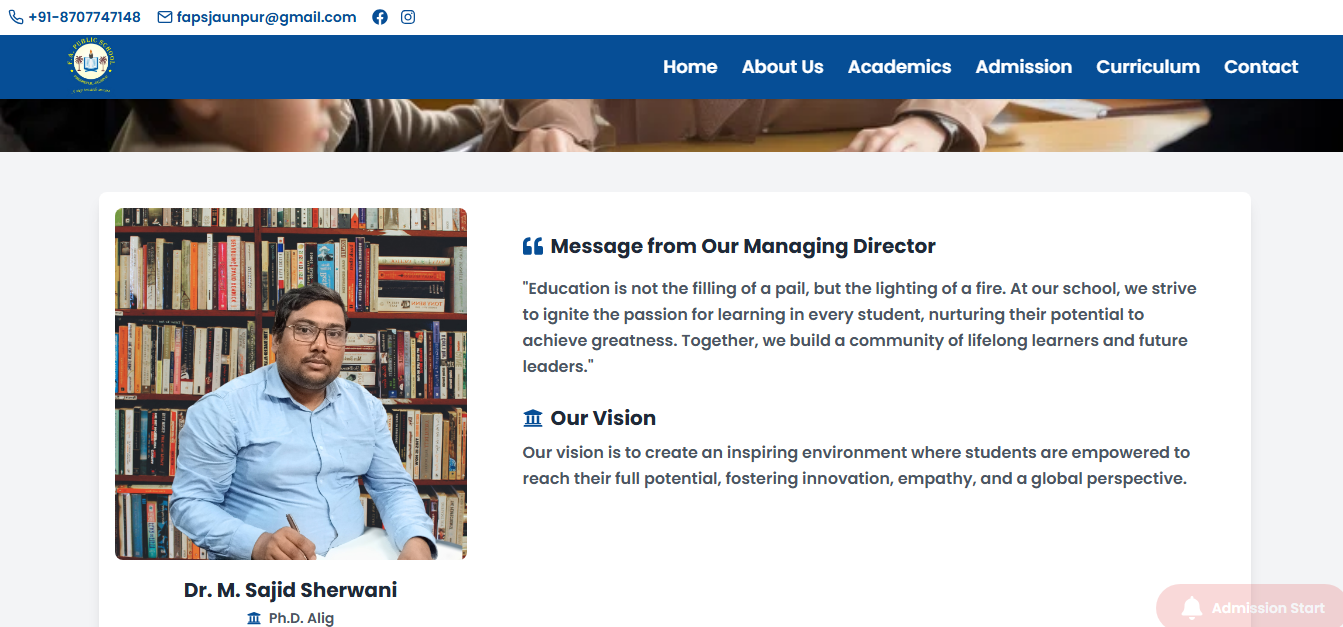 +91-8707747148 fapsjaunpur@gmail.com
Home About Us Academics Admission Curriculum Contact
Message from Our Managing Director
"Education is not the filling of a pail, but the lighting of a fire. At our school, we strive
to ignite the passion for learning in every student, nurturing their potential to
achieve greatness. Together, we build a community of lifelong learners and future
leaders."
Our Vision
Our vision is to create an inspiring environment where students are empowered to
reach their full potential, fostering innovation, empathy, and a global perspective.
Dr. M. Sajid Sherwani
Ph.D. Alig
Admission Start